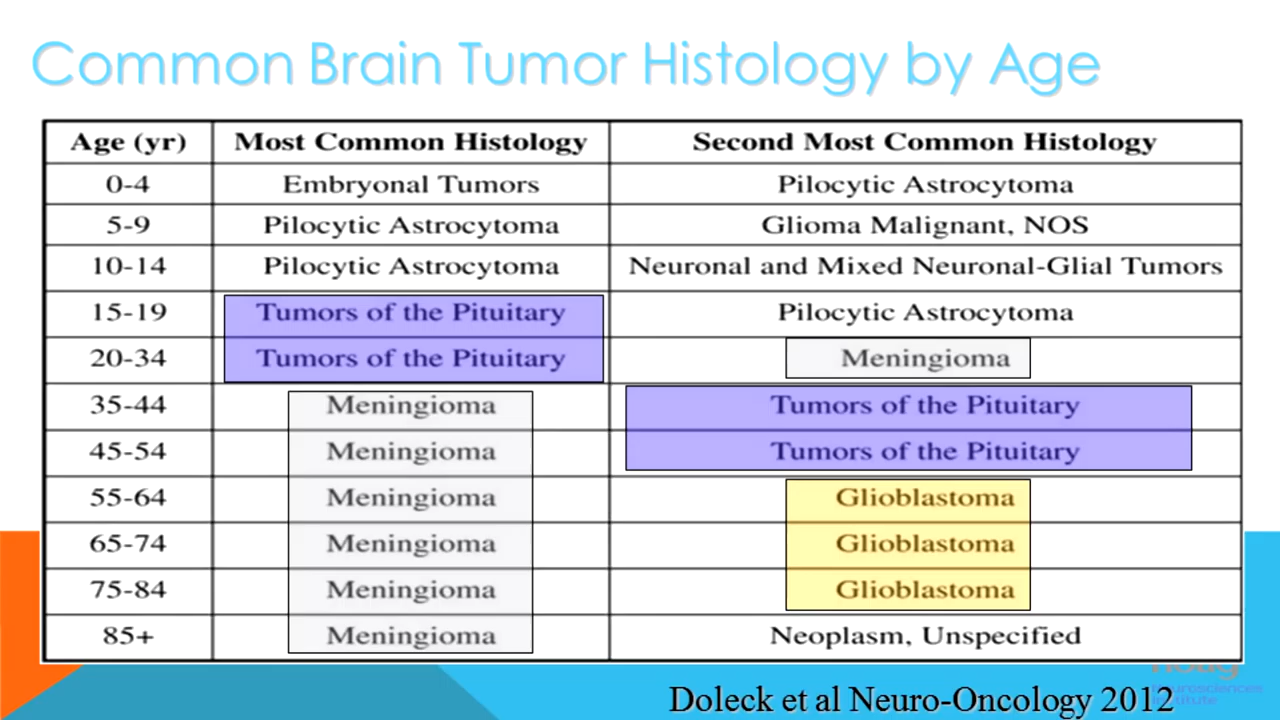 Common Brain Tumor Histology by Age
Age (yr) Most Common Histology Second Most Common Histology
0-4 Embryonal Tumors Pilocytic Astrocytoma
5-9 Pilocytic Astrocytoma Glioma Malignant, NOS
10-14 Pilocytic Astrocytoma Neuronal and Mixed Neuronal-Glial Tumors
15-19 Tumors of the Pituitary Pilocytic Astrocytoma
20-34 Tumors of the Pituitary Meningioma
35-44 Meningioma Tumors of the Pituitary
45-54 Meningioma Tumors of the Pituitary
55-64 Meningioma Glioblastoma
65-74 Meningioma Glioblastoma
75-84 Meningioma Glioblastoma
85+ Meningioma Neoplasm, Unspecified
Doleck et al Neuro-Oncology 2012